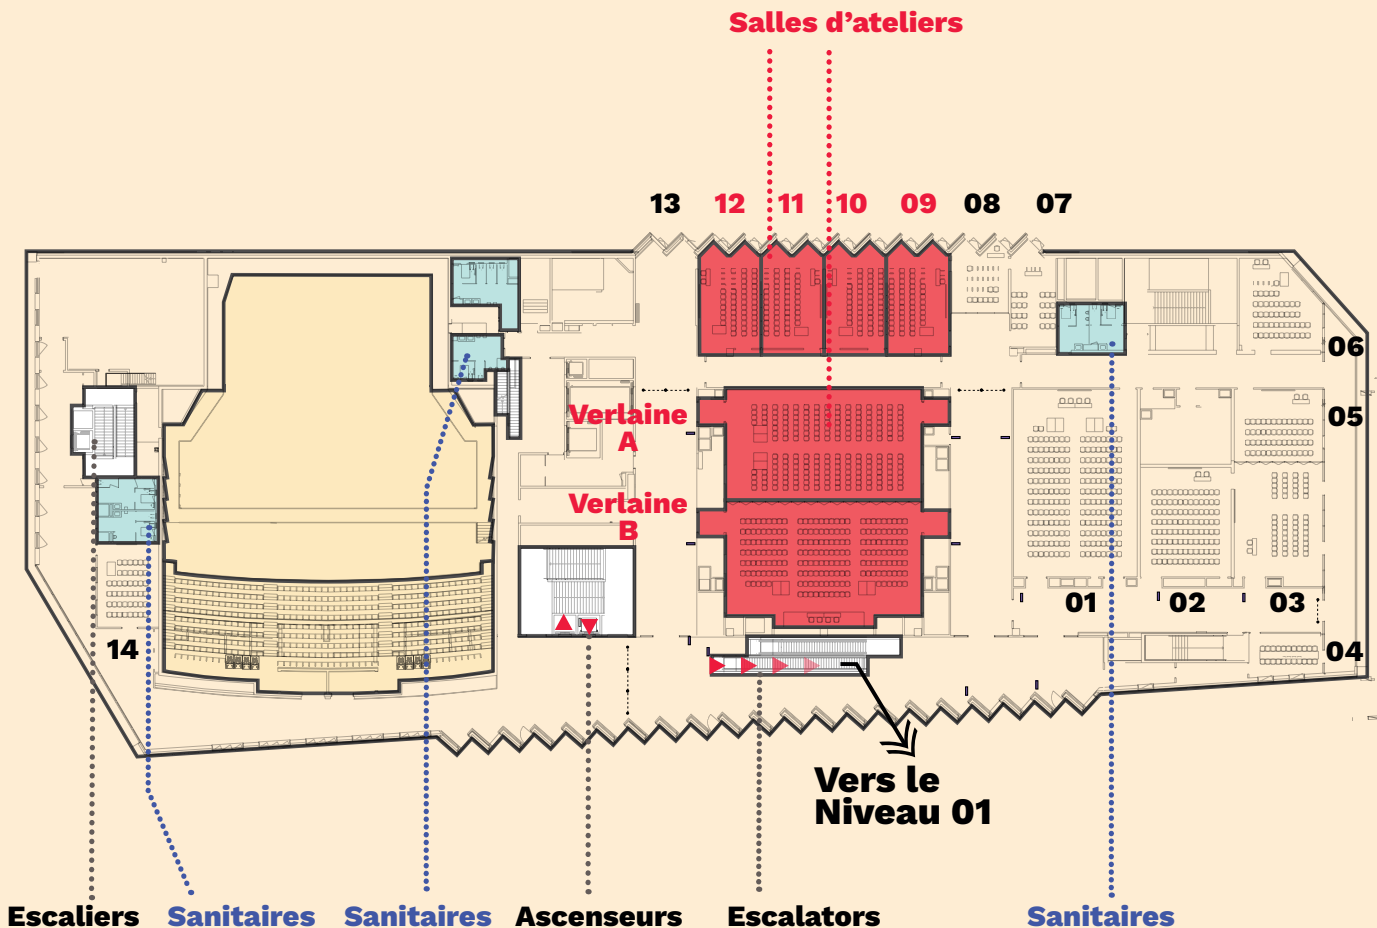 Salles d’ateliers
13
12
11
10
09
08
07
06
Verlaine
A
05
Verlaine
B
01
02
03
14
04
Vers le
Niveau 01
Escaliers
Sanitaires
Sanitaires
Ascenseurs
Escalators
Sanitaires